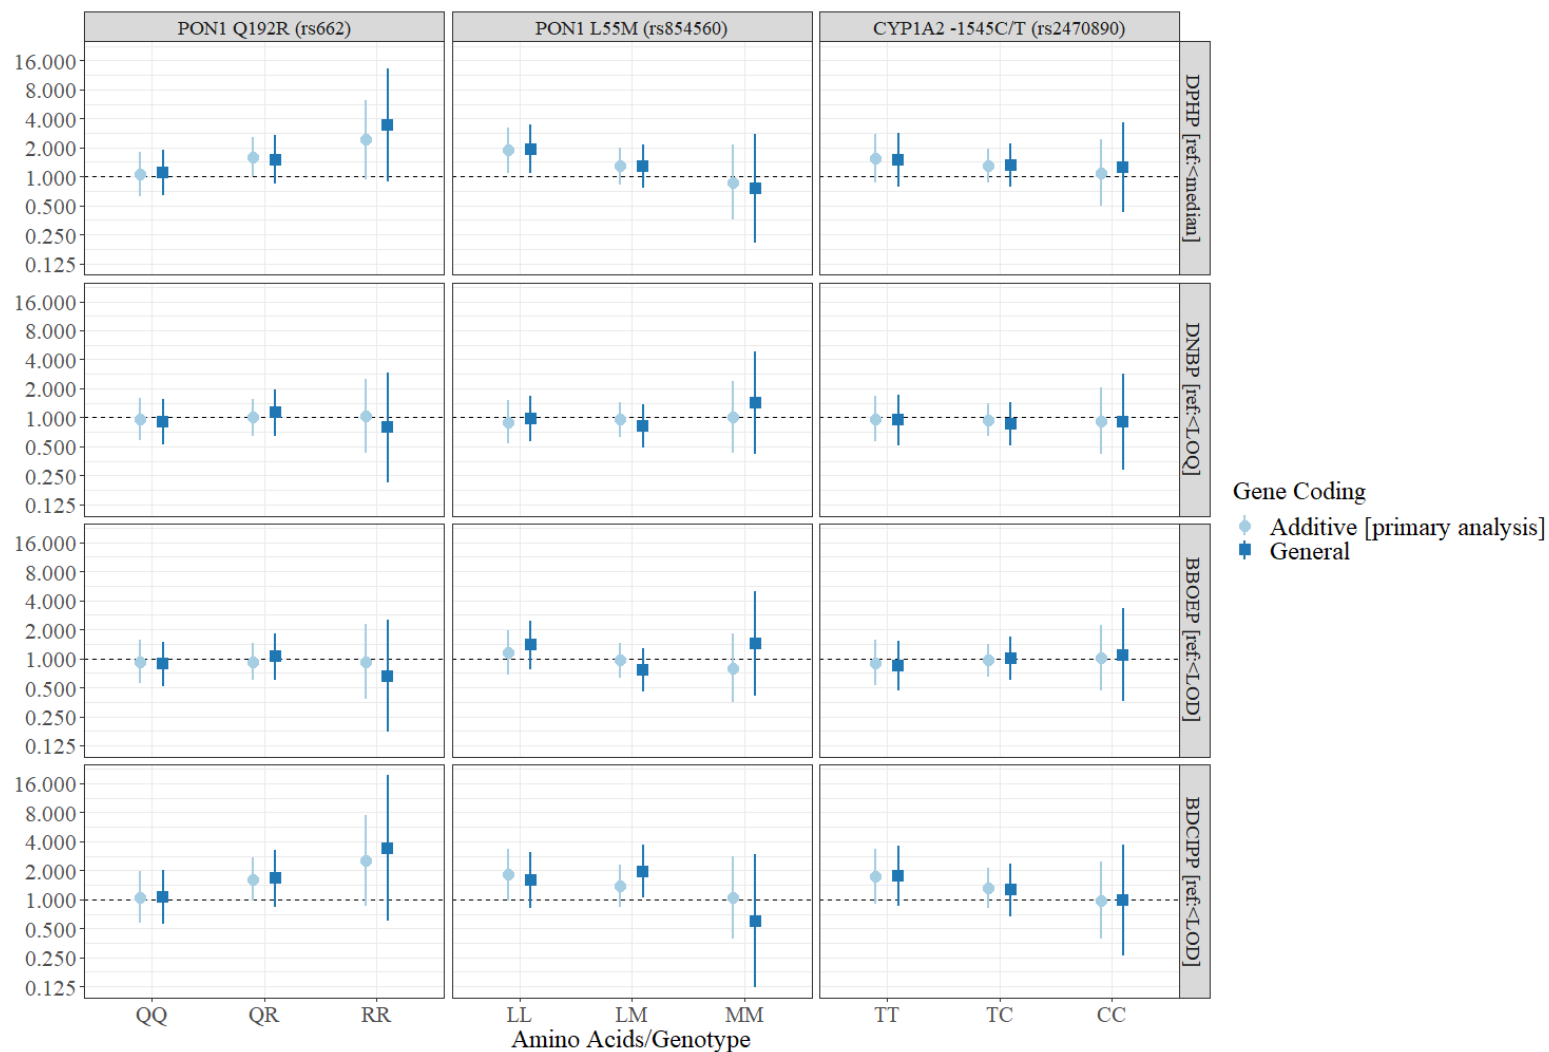 PON1 Q192R (rs662)
PON1 L55M (rs854560)
CYP1A2 -1545C/T (rs2470890)
16.000
8.000
4.000
2.000
1.000
0.500
0.250
0.125
DPHP [ref:<median]
16.000
8.000
4.000
2.000
1.000
0.500
0.250
0.125
DNBP [ref:<LOQ]
16.000
8.000
4.000
2.000
1.000
0.500
0.250
0.125
BBOEP [ref:<LOD]
16.000
8.000
4.000
2.000
1.000
0.500
0.250
0.125
BDCIPP [ref:<LOD]
QQ
QR
RR
LL
LM
MM
TT
TC
CC
Amino Acids/Genotype
Gene Coding
Additive [primary analysis]
General